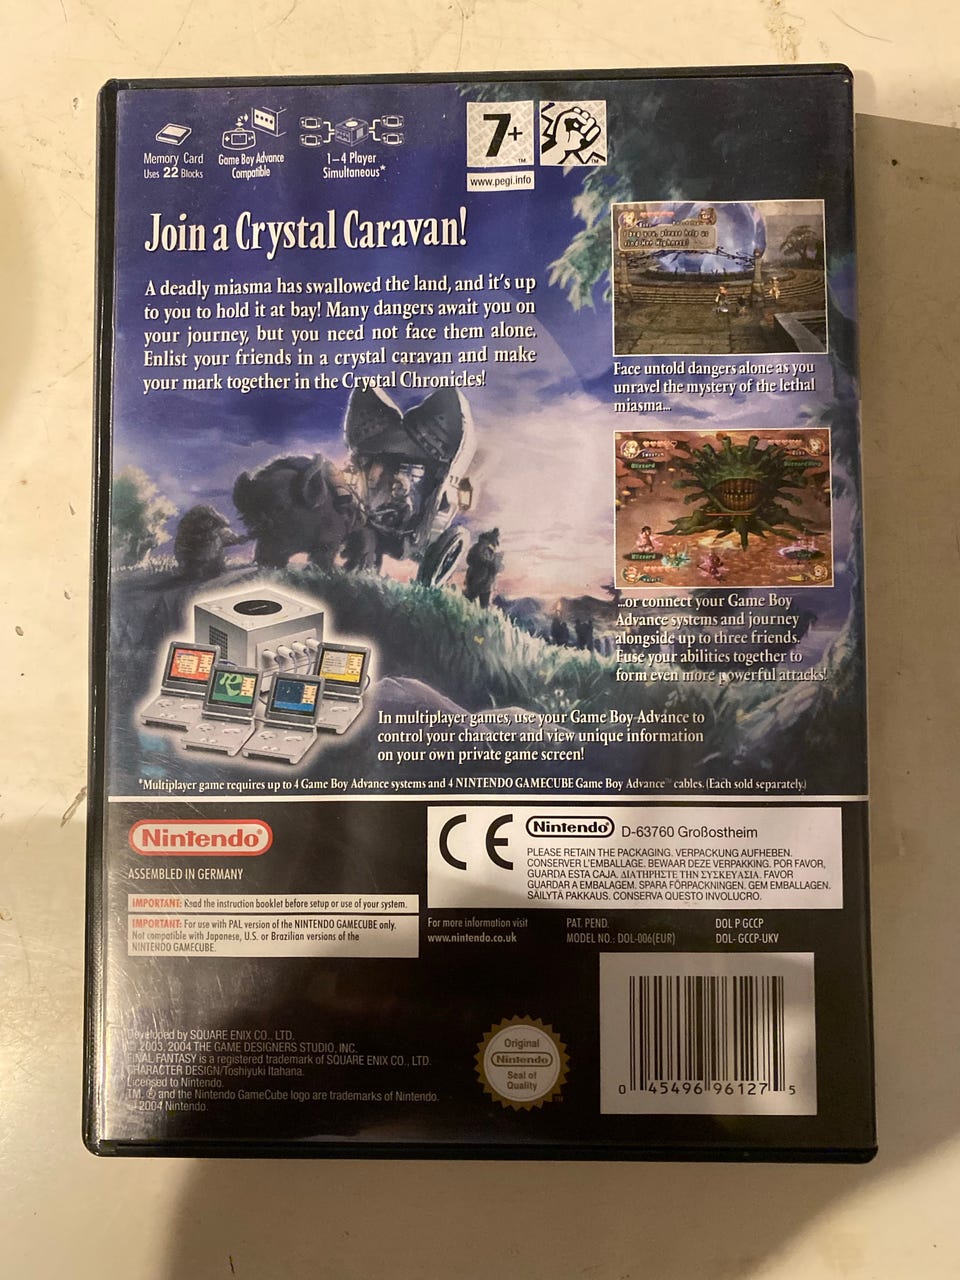 Memory Card
Uses 22 Blocks
Game Boy Advance
Compatible
1–4 Player
Simultaneous*
7+
™
™
www.pegi.info
Join a Crystal Caravan!
A deadly miasma has swallowed the land, and it's up
to you to hold it at bay! Many dangers await you on
your journey, but you need not face them alone.
Enlist your friends in a crystal caravan and make
your mark together in the Crystal Chronicles!
I beg you, please help us
find Her Highness!
Face untold dangers alone as you
unravel the mystery of the lethal
miasma...
Blizzard
Blizzard
...or connect your Game Boy
Advance systems and journey
alongside up to three friends.
Fuse your abilities together to
form even more powerful attacks!
In multiplayer games, use your Game Boy Advance to
control your character and view unique information
on your own private game screen!
*Multiplayer game requires up to 4 Game Boy Advance systems and 4 NINTENDO GAMECUBE Game Boy Advance™ cables. (Each sold separately.)
Nintendo®
ASSEMBLED IN GERMANY
IMPORTANT: Read the instruction booklet before setup or use of your system.
IMPORTANT: For use with PAL version of the NINTENDO GAMECUBE only.
Not compatible with Japanese, U.S. or Brazilian versions of the
NINTENDO GAMECUBE.
CE
Nintendo® D-63760 Großostheim
PLEASE RETAIN THE PACKAGING. VERPACKUNG AUFHEBEN.
CONSERVER L'EMBALLAGE. BEWAAR DEZE VERPAKKING. POR FAVOR,
GUARDA ESTA CAJA. ΔΙΑΤΗΡΗΣΤΕ ΤΗΝ ΣΥΣΚΕΥΑΣΙΑ. FAVOR
GUARDAR A EMBALAGEM. SPARA FÖRPACKNINGEN. GEM EMBALLAGEN.
SÄILYTÄ PAKKAUS. CONSERVA QUESTO INVOLUCRO.
For more information visit
www.nintendo.co.uk
PAT. PEND.
MODEL NO.: DOL-006(EUR)
DOL P GCCP
DOL- GCCP-UKV
Developed by SQUARE ENIX CO., LTD.
© 2003, 2004 THE GAME DESIGNERS STUDIO, INC.
FINAL FANTASY is a registered trademark of SQUARE ENIX CO., LTD.
CHARACTER DESIGN/Toshiyuki Itahana.
Licensed to Nintendo.
TM, ® and the Nintendo GameCube logo are trademarks of Nintendo.
© 2004 Nintendo.
Original
Nintendo
Seal of
Quality
TM
0 45496 96127 5